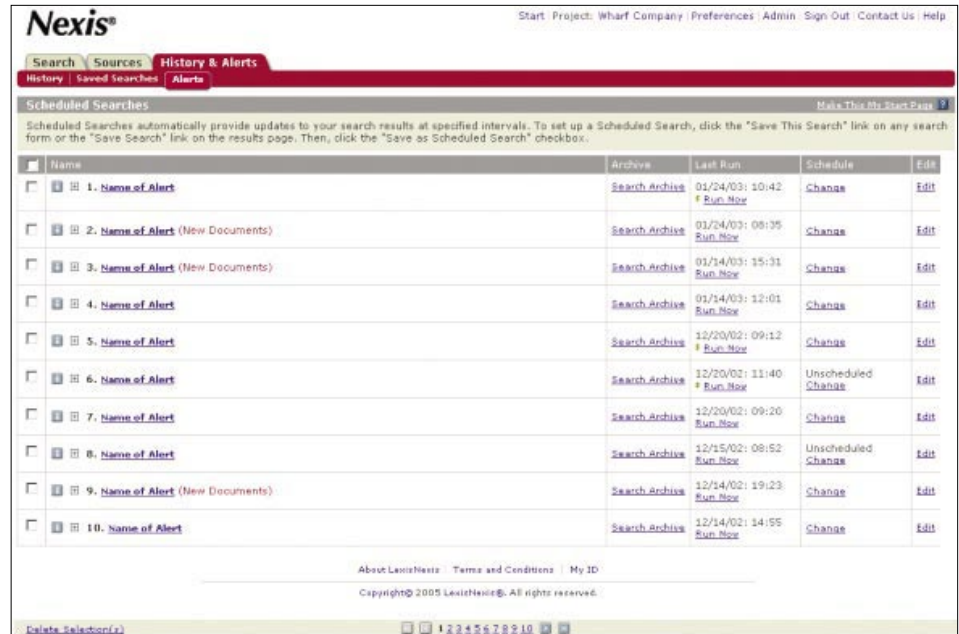 Nexis®
Start | Project: Wharf Company | Preferences | Admin | Sign Out | Contact Us | Help
Search Sources History & Alerts
History | Saved Searches | Alerts
Scheduled Searches Make This My Start Page ?
Scheduled Searches automatically provide updates to your search results at specified intervals. To set up a Scheduled Search, click the "Save This Search" link on any search
form or the "Save Search" link on the results page. Then, click the "Save as Scheduled Search" checkbox.
Name Archive Last Run Schedule Edit
1. Name of Alert Search Archive 01/24/03: 10:42 Change Edit
Run Now
2. Name of Alert (New Documents) Search Archive 01/24/03: 08:35 Change Edit
Run Now
3. Name of Alert (New Documents) Search Archive 01/14/03: 15:31 Change Edit
Run Now
4. Name of Alert Search Archive 01/14/03: 12:01 Change Edit
Run Now
5. Name of Alert Search Archive 12/20/02: 09:12 Change Edit
Run Now
6. Name of Alert Search Archive 12/20/02: 11:40 Unscheduled Edit
Run Now Change
7. Name of Alert Search Archive 12/20/02: 09:20 Change Edit
Run Now
8. Name of Alert Search Archive 12/15/02: 08:52 Unscheduled Edit
Run Now Change
9. Name of Alert (New Documents) Search Archive 12/14/02: 19:23 Change Edit
Run Now
10. Name of Alert Search Archive 12/14/02: 14:55 Change Edit
Run Now
About LexisNexis | Terms and Conditions | My ID
Copyright© 2005 LexisNexis®. All rights reserved.
Delete Selection(s) 1 2 3 4 5 6 7 8 9 10